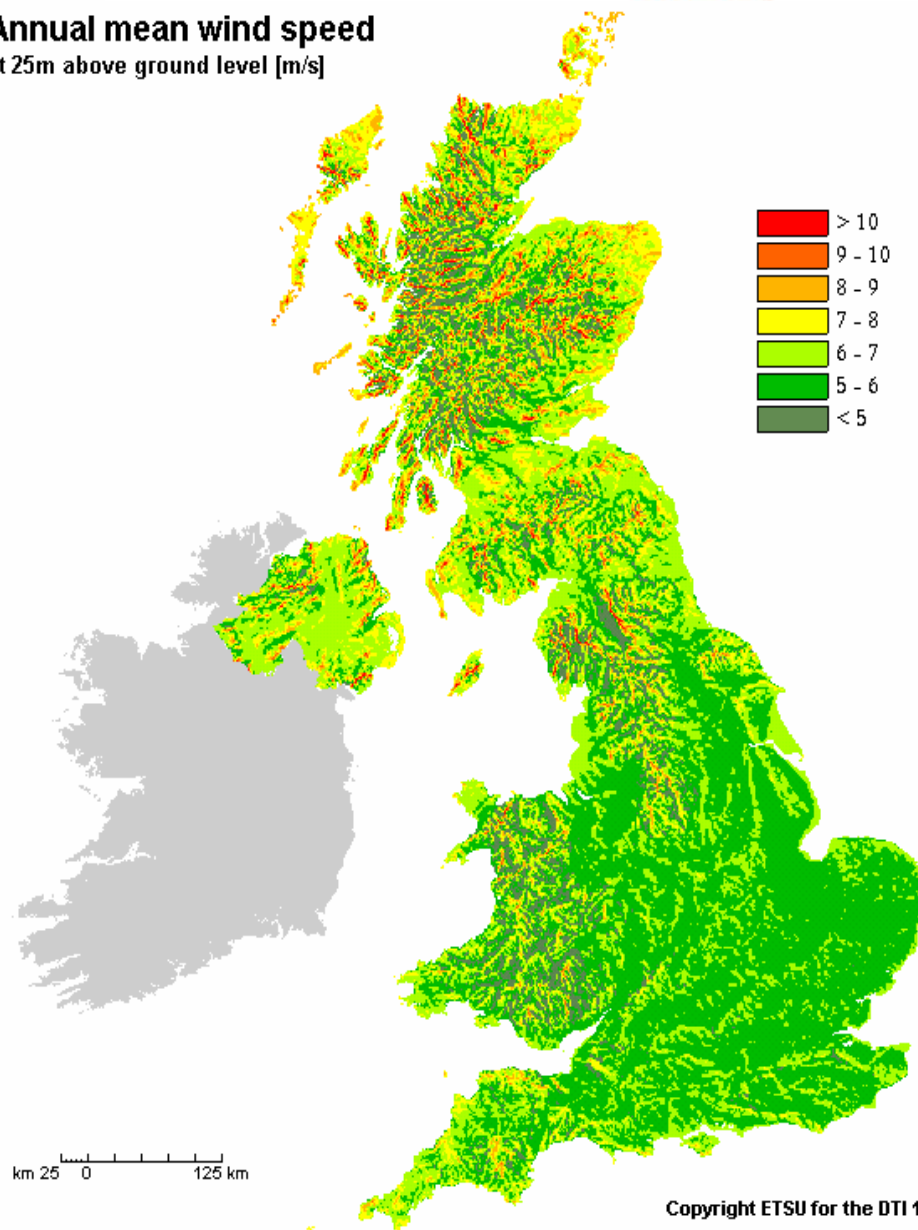 Annual mean wind speed
t 25m above ground level [m/s]
> 10
9 - 10
8 - 9
7 - 8
6 - 7
5 - 6
< 5
km 25 0 125 km
Copyright ETSU for the DTI 1